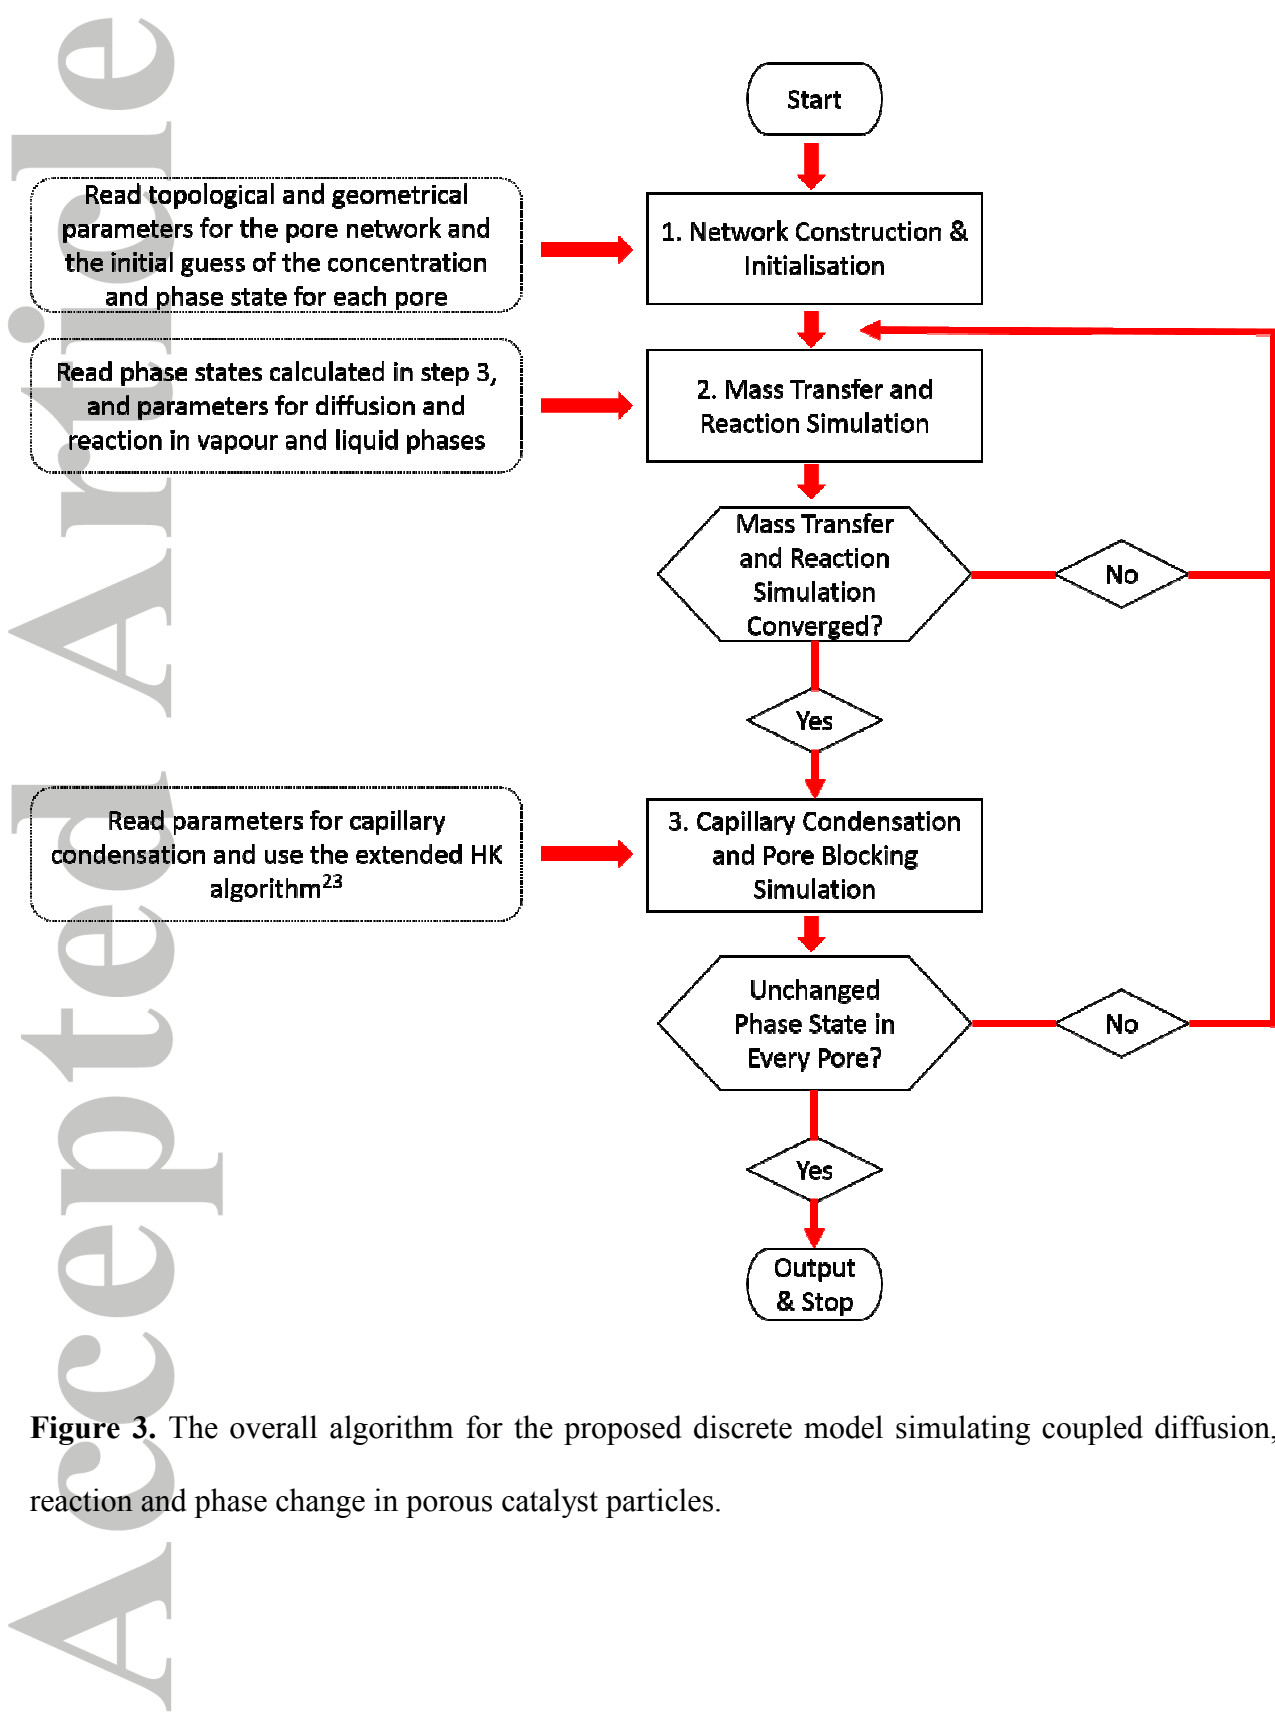 Accepted Article
Start
Read topological and geometrical
parameters for the pore network and
the initial guess of the concentration
and phase state for each pore
1. Network Construction &
Initialisation
Read phase states calculated in step 3,
and parameters for diffusion and
reaction in vapour and liquid phases
2. Mass Transfer and
Reaction Simulation
Mass Transfer
and Reaction
Simulation
Converged?
No
Yes
Read parameters for capillary
condensation and use the extended HK
algorithm23
3. Capillary Condensation
and Pore Blocking
Simulation
Unchanged
Phase State in
Every Pore?
No
Yes
Output
& Stop
Figure 3. The overall algorithm for the proposed discrete model simulating coupled diffusion,
reaction and phase change in porous catalyst particles.